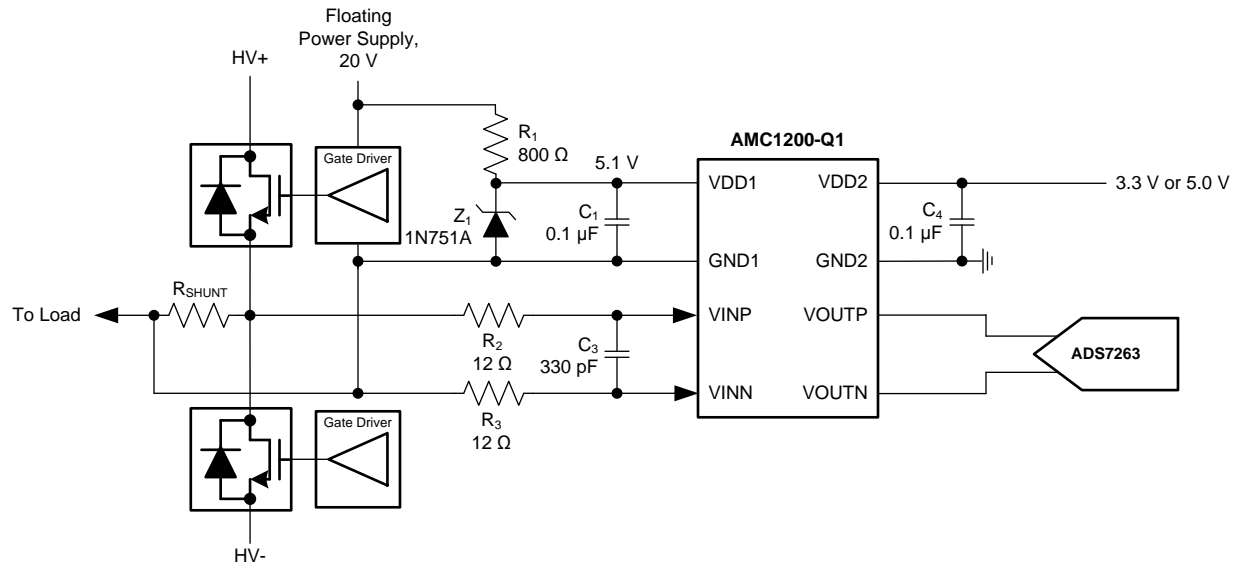 Floating
Power Supply,
20 V
HV+
R1
800 Ω
AMC1200-Q1
Gate Driver
5.1 V
VDD1
VDD2
3.3 V or 5.0 V
Z1
1N751A
C1
0.1 µF
C4
0.1 µF
GND1
GND2
RSHUNT
To Load
VINP
VOUTP
R2
12 Ω
C3
330 pF
ADS7263
VINN
VOUTN
R3
12 Ω
Gate Driver
HV-